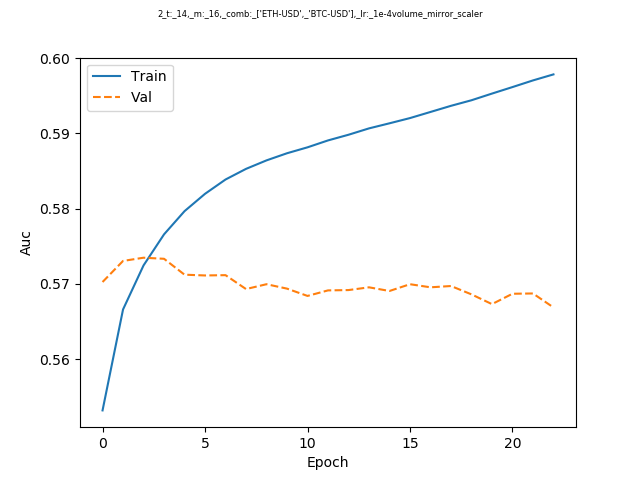 2_t:_14,_m:_16,_comb:_['ETH-USD',_'BTC-USD'],_lr:_1e-4volume_mirror_scaler
0.60
Train
Val
0.59
0.58
Auc
0.57
0.56
0 5 10 15 20
Epoch